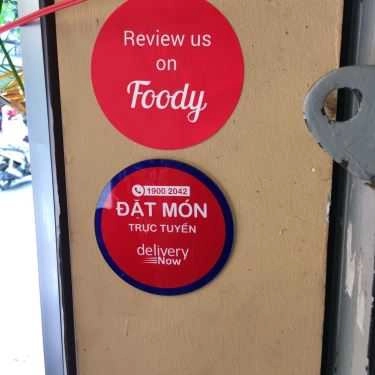 Review us
on
Foody
1900 2042
ĐẶT MÓN
TRỰC TUYẾN
delivery
Now